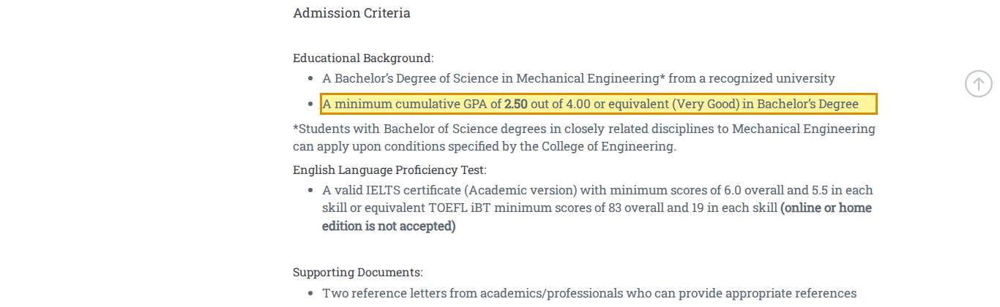 Admission Criteria
Educational Background:
• A Bachelor's Degree of Science in Mechanical Engineering* from a recognized university
• A minimum cumulative GPA of 2.50 out of 4.00 or equivalent (Very Good) in Bachelor's Degree
*Students with Bachelor of Science degrees in closely related disciplines to Mechanical Engineering
can apply upon conditions specified by the College of Engineering.
English Language Proficiency Test:
• A valid IELTS certificate (Academic version) with minimum scores of 6.0 overall and 5.5 in each
skill or equivalent TOEFL iBT minimum scores of 83 overall and 19 in each skill (online or home
edition is not accepted)
Supporting Documents:
• Two reference letters from academics/professionals who can provide appropriate references